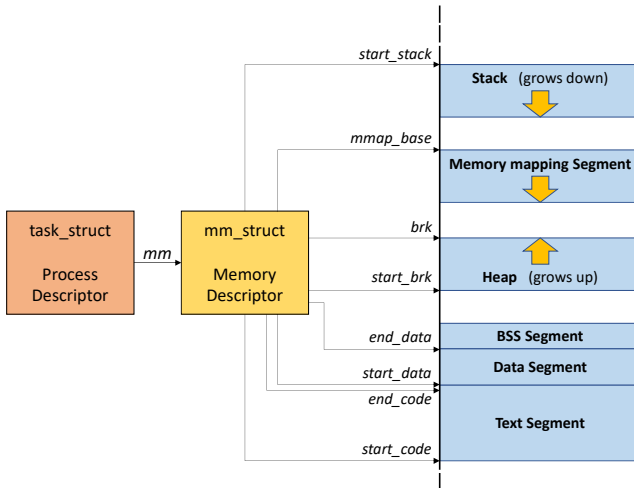 start_stack
Stack (grows down)
mmap_base
Memory mapping Segment
task_struct
Process
Descriptor
mm
mm_struct
Memory
Descriptor
brk
start_brk
Heap (grows up)
end_data
BSS Segment
start_data
Data Segment
end_code
Text Segment
start_code